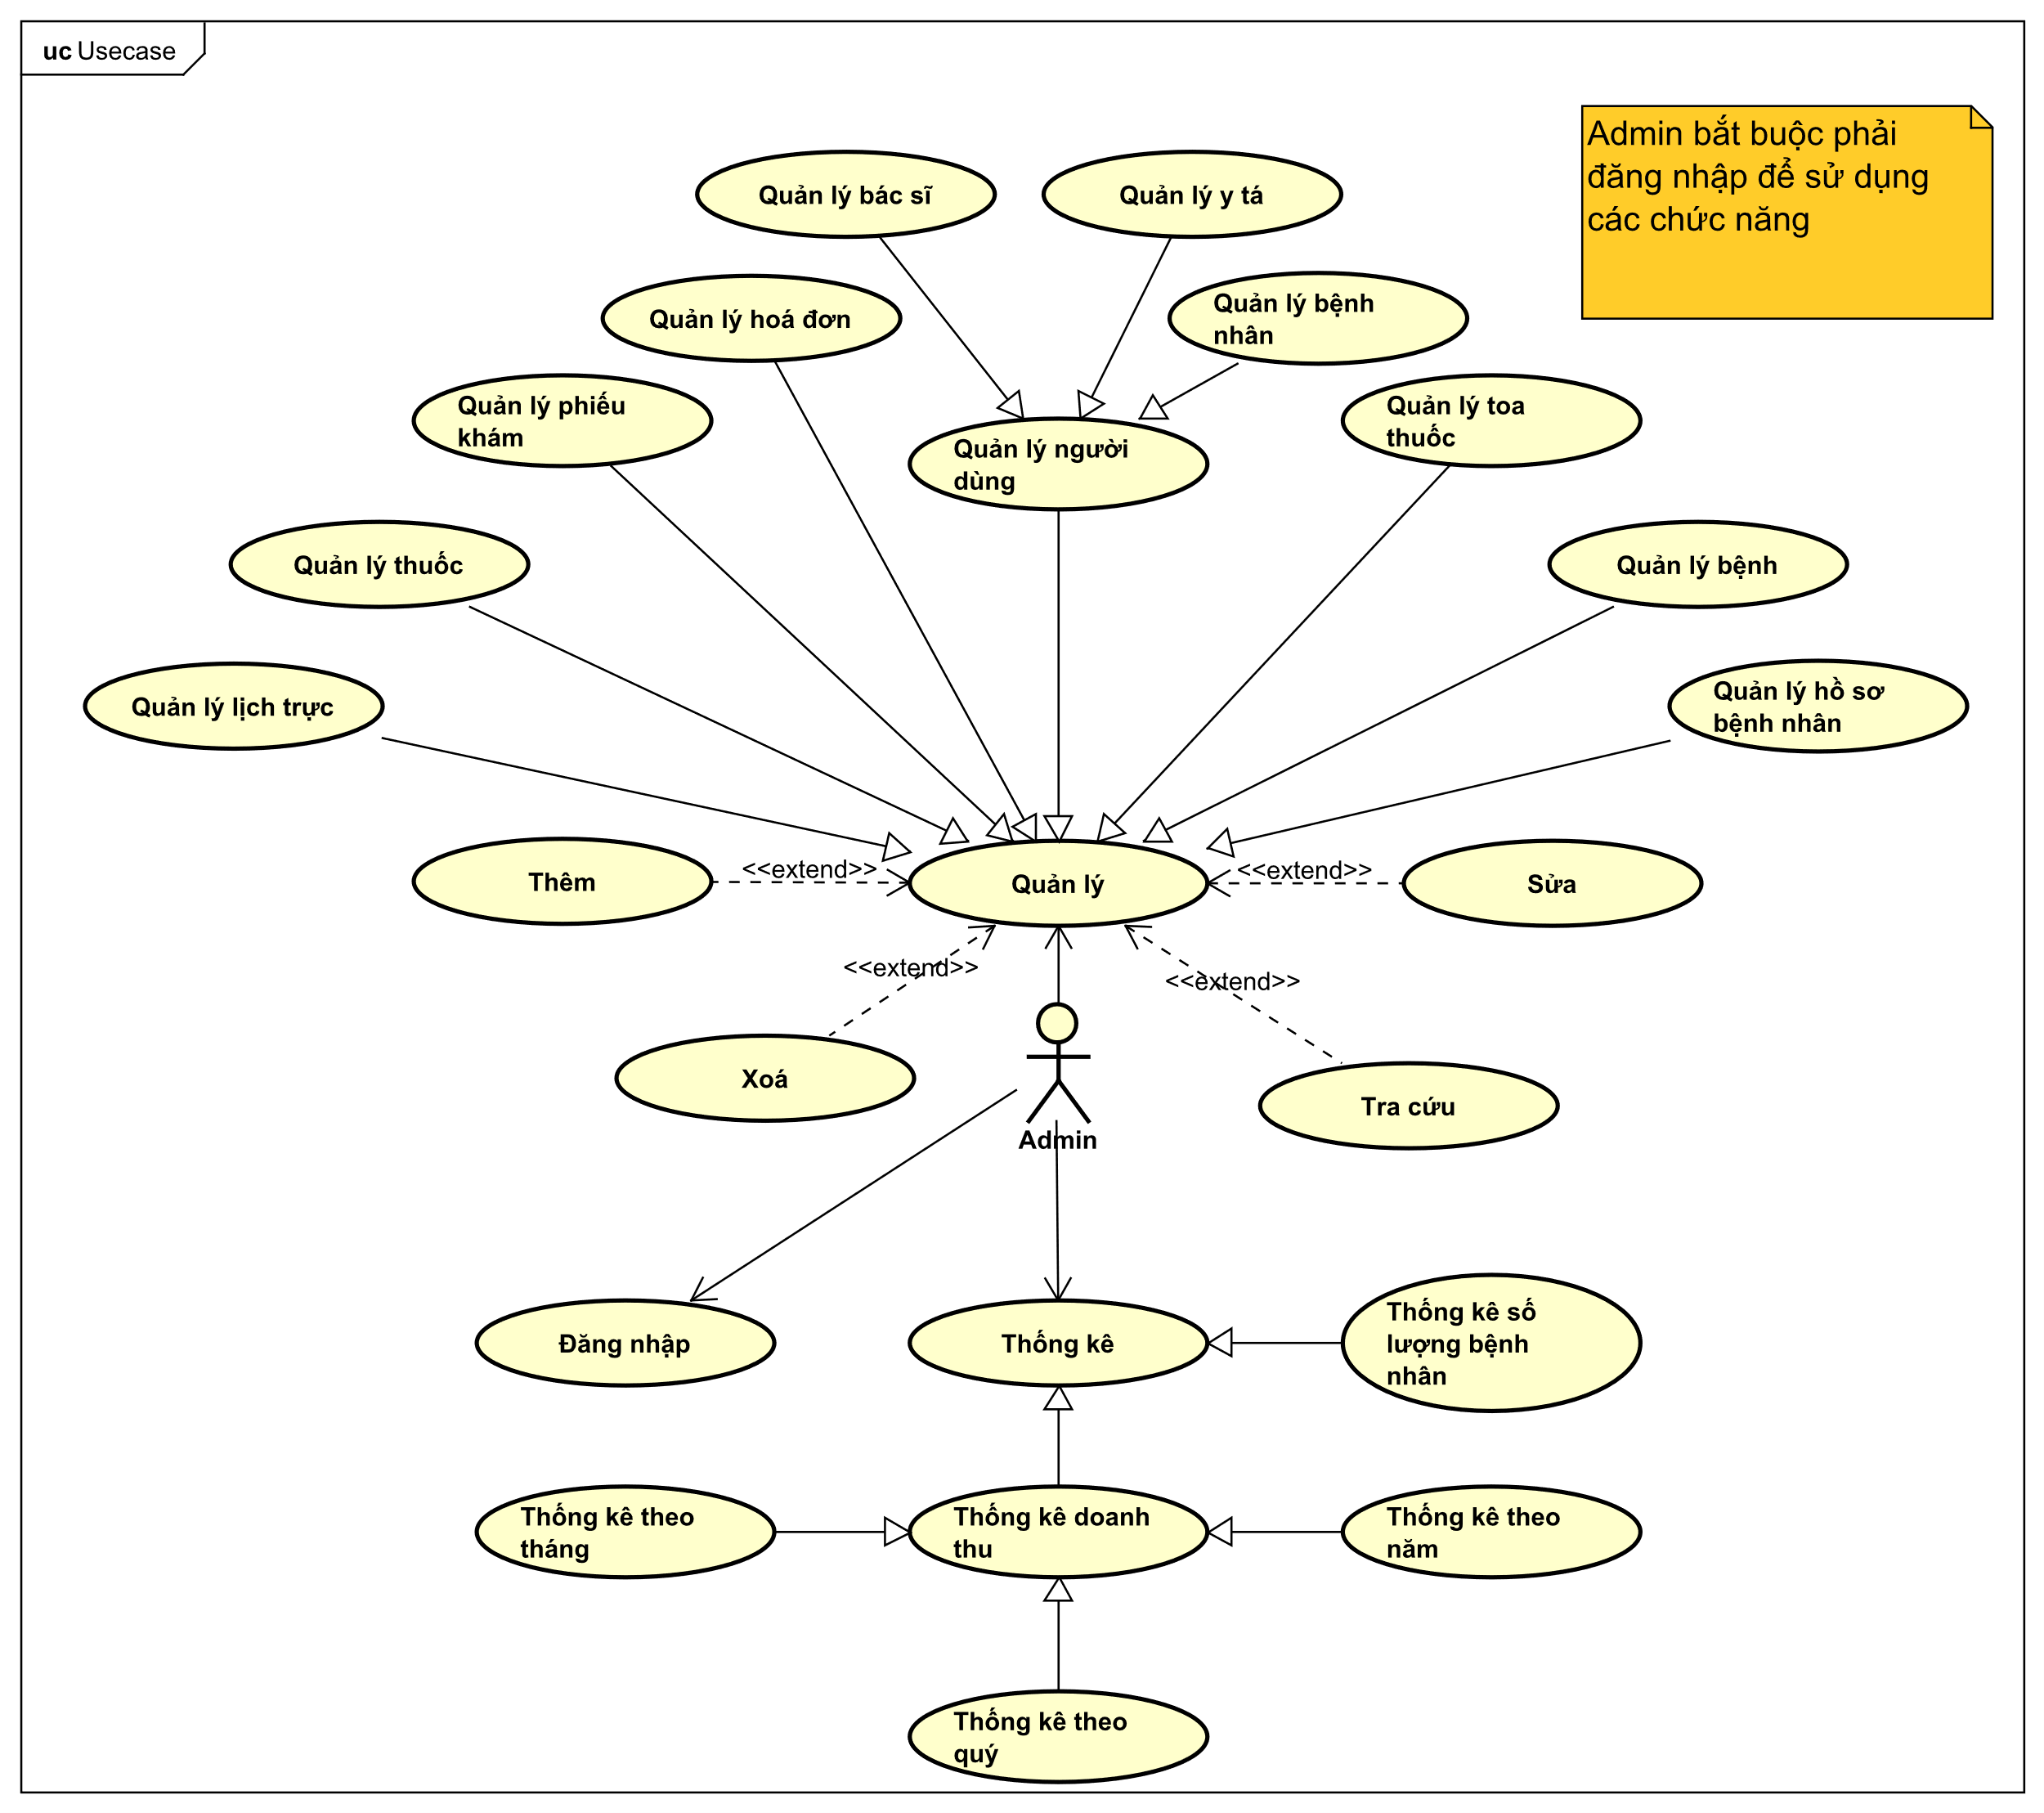 uc Usecase
Admin bắt buộc phải
đăng nhập để sử dụng
các chức năng
Quản lý bác sĩ
Quản lý y tá
Quản lý hoá đơn
Quản lý bệnh
nhân
Quản lý phiếu
khám
Quản lý người
dùng
Quản lý toa
thuốc
Quản lý thuốc
Quản lý bệnh
Quản lý lịch trực
Quản lý hồ sơ
bệnh nhân
Thêm
<<extend>>
Quản lý
<<extend>>
Sửa
<<extend>>
<<extend>>
Xoá
Tra cứu
Admin
Đăng nhập
Thống kê
Thống kê số
lượng bệnh
nhân
Thống kê theo
tháng
Thống kê doanh
thu
Thống kê theo
năm
Thống kê theo
quý